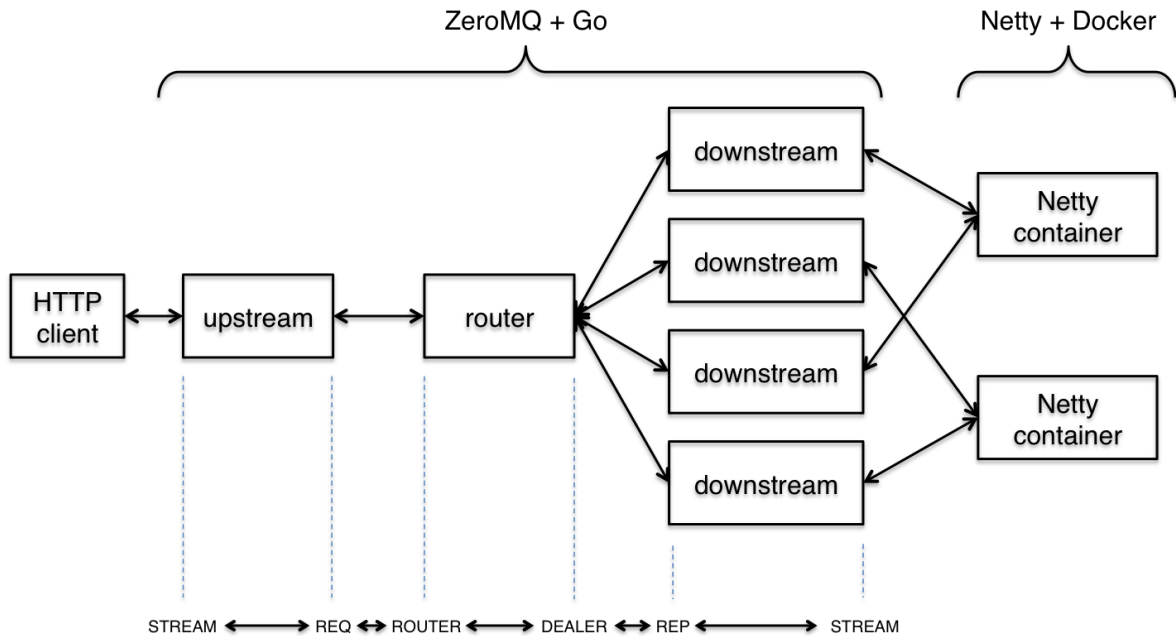 ZeroMQ + Go
Netty + Docker
downstream
Netty
container
downstream
HTTP
client
upstream
router
downstream
Netty
container
downstream
STREAM
REQ
ROUTER
DEALER
REP
STREAM